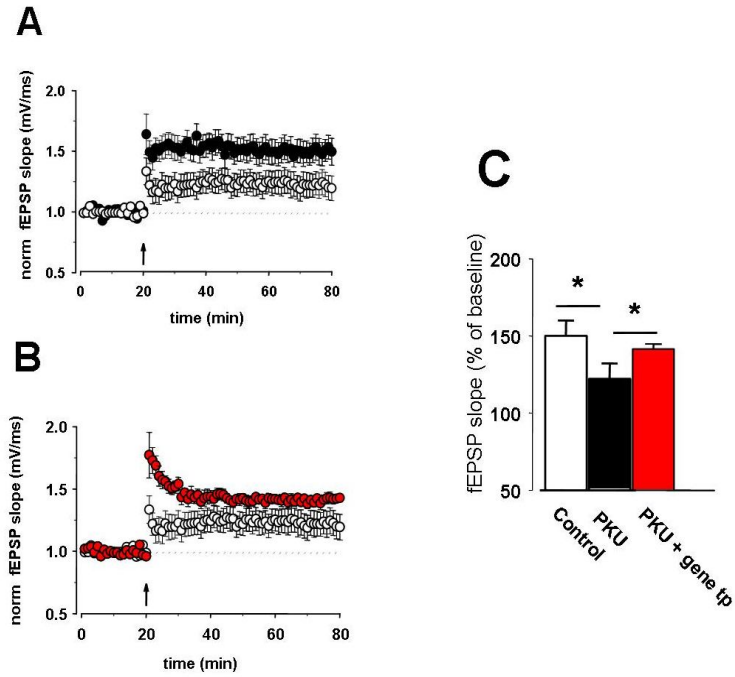 A
norm fEPSP slope (mV/ms)
2.0
1.5
1.0
0.5
0 20 40 60 80
time (min)
B
norm fEPSP slope (mV/ms)
2.0
1.5
1.0
0.5
0 20 40 60 80
time (min)
C
fEPSP slope (% of baseline)
200
150
100
50
*
*
Control
PKU
PKU + gene tp